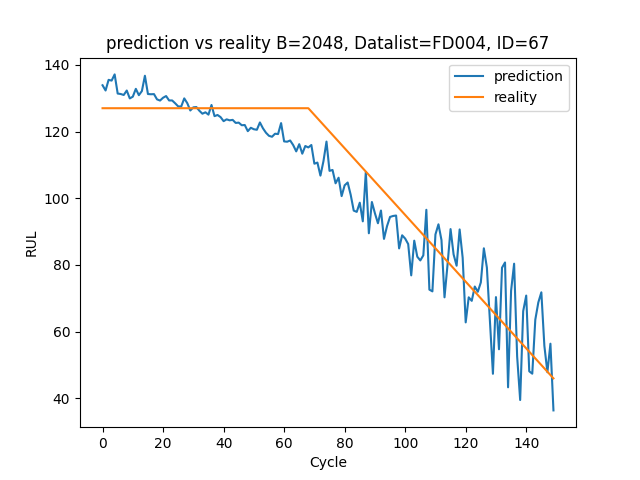 prediction vs reality B=2048, Datalist=FD004, ID=67
prediction
reality
140
120
100
80
60
40
RUL
0 20 40 60 80 100 120 140
Cycle